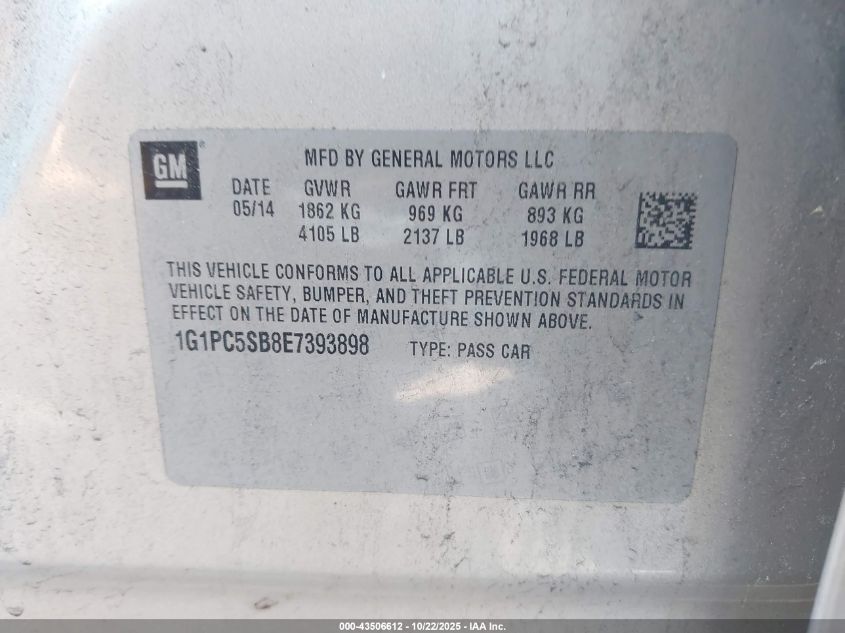 GM
MFD BY GENERAL MOTORS LLC
DATE GVWR GAWR FRT GAWR RR
05/14 1862 KG 969 KG 893 KG
4105 LB 2137 LB 1968 LB
THIS VEHICLE CONFORMS TO ALL APPLICABLE U.S. FEDERAL MOTOR
VEHICLE SAFETY, BUMPER, AND THEFT PREVENTION STANDARDS IN
EFFECT ON THE DATE OF MANUFACTURE SHOWN ABOVE.
1G1PC5SB8E7393898 TYPE: PASS CAR
GM
000-43506612 - 10/22/2025 - IAA Inc.